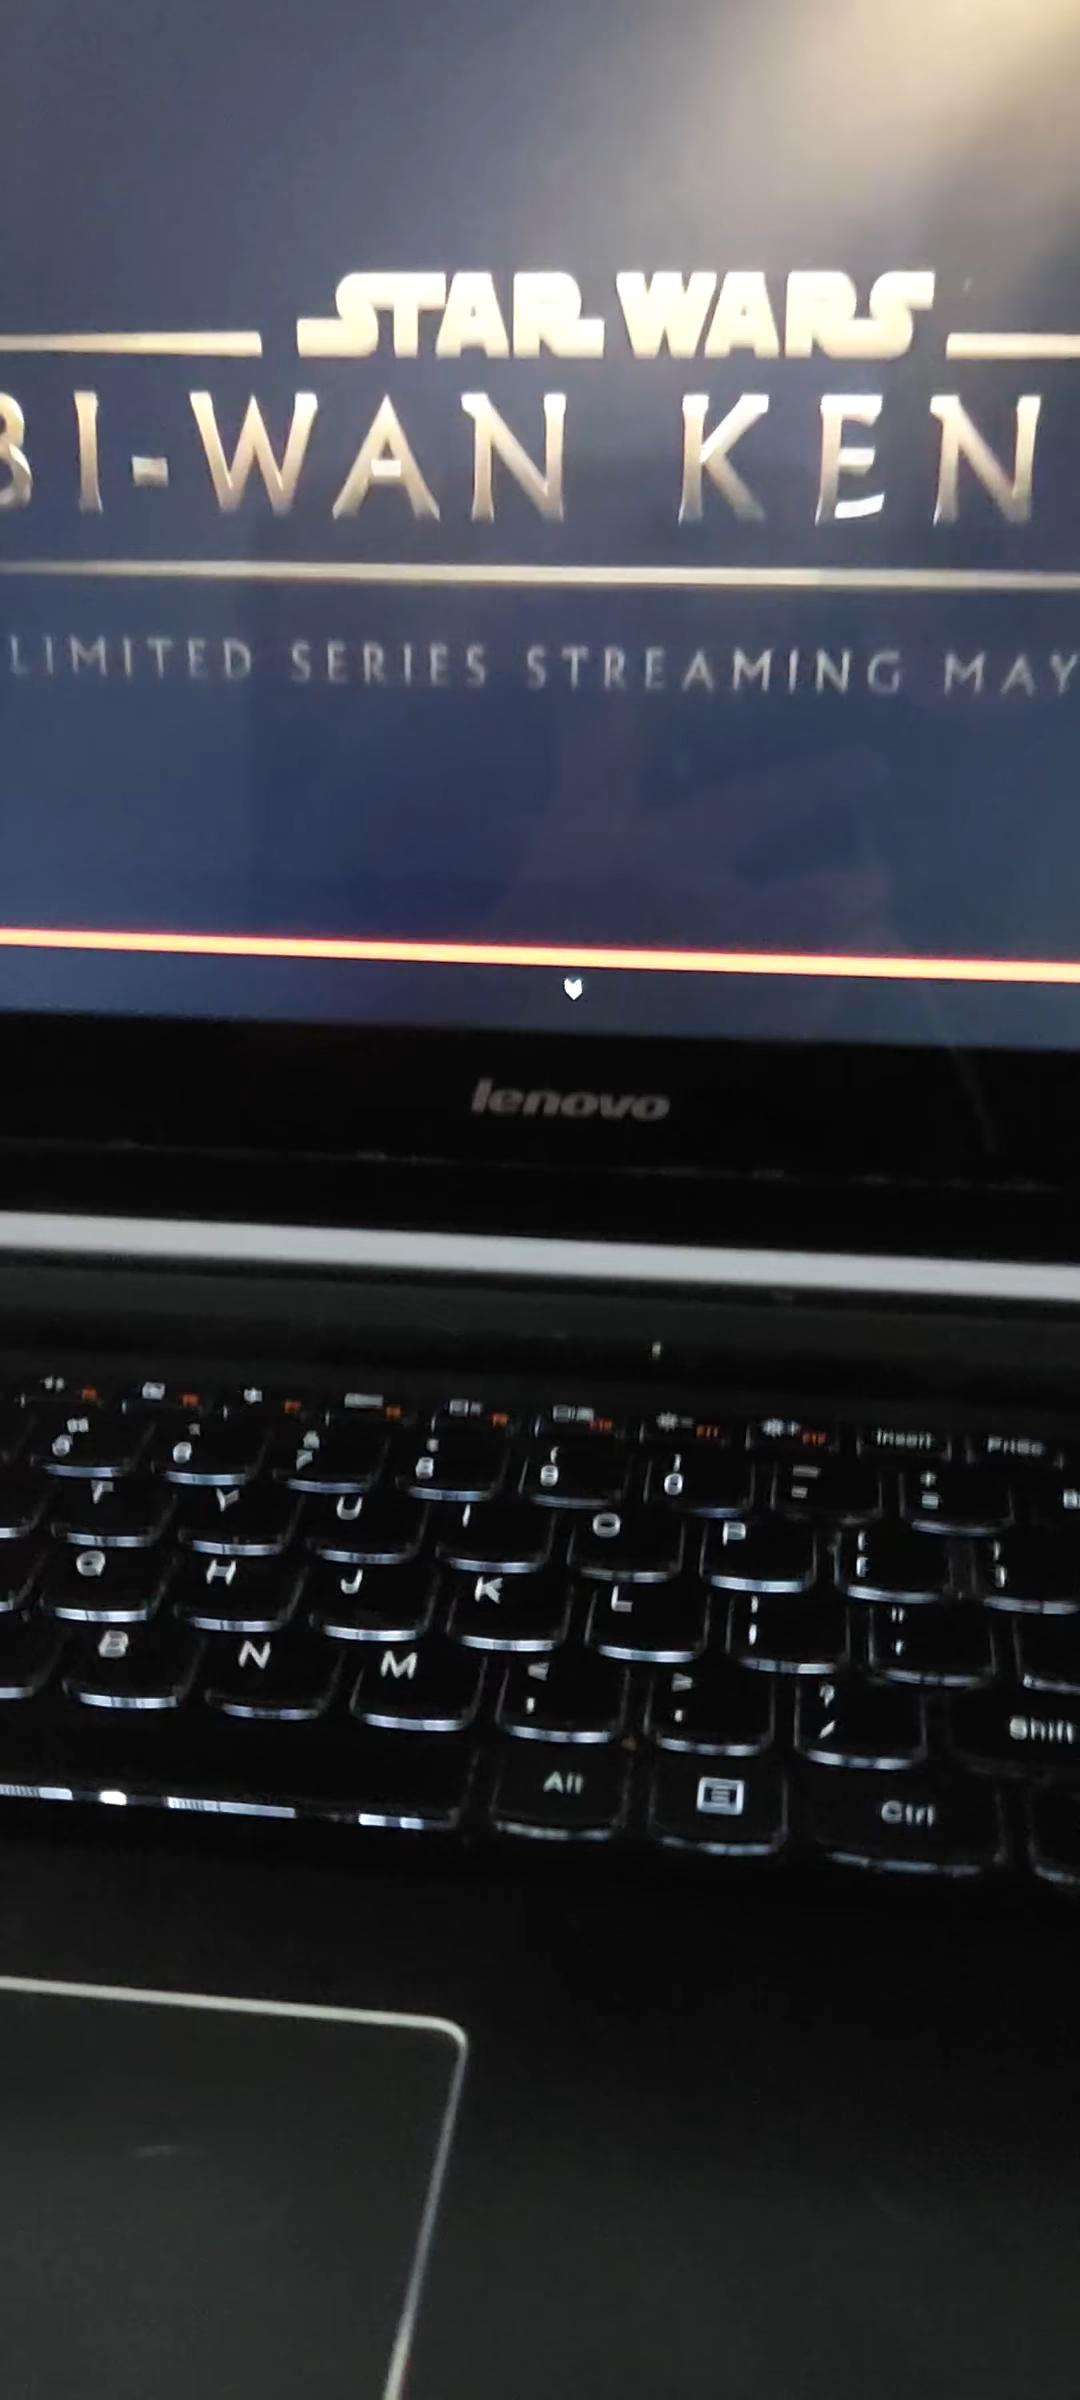 STAR WARS
BI-WAN KEN
LIMITED SERIES STREAMING MAY
lenovo
Insert PrtSc
Y U I O P
H J K L
B N M < > ? /
Shift
Alt Ctrl